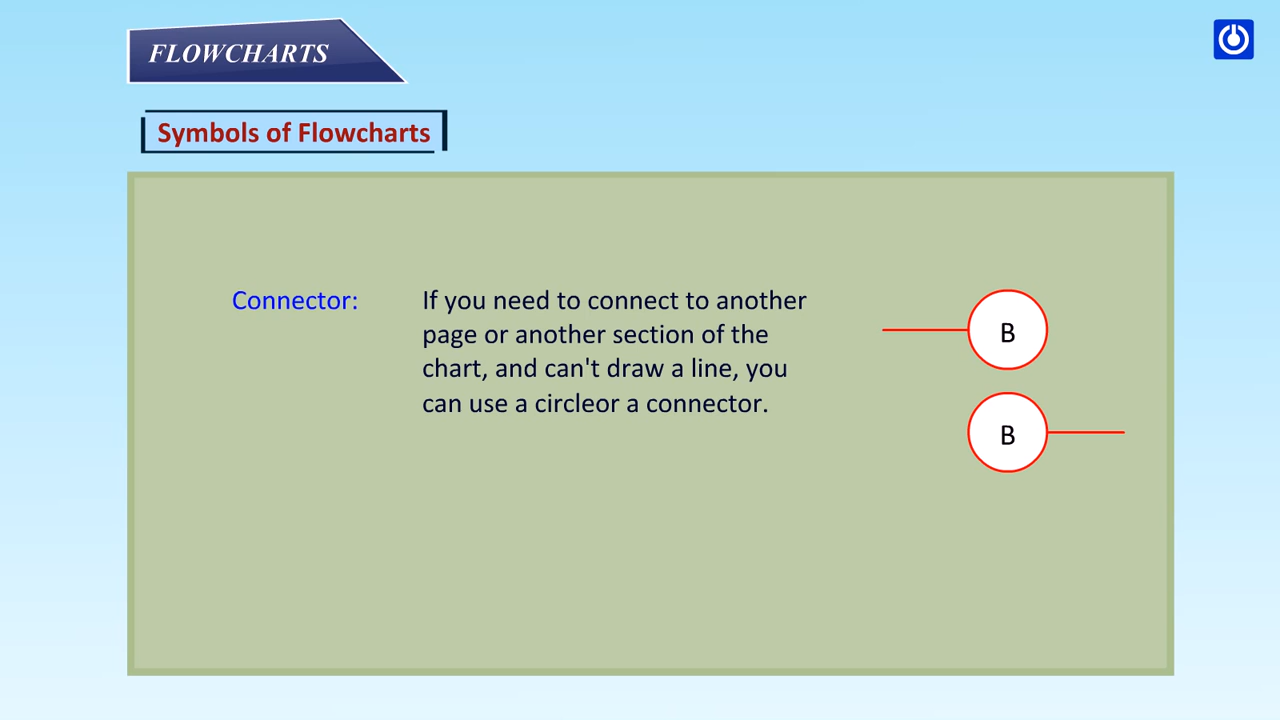 FLOWCHARTS
Symbols of Flowcharts
Connector:
If you need to connect to another
page or another section of the
chart, and can't draw a line, you
can use a circleor a connector.
B
B